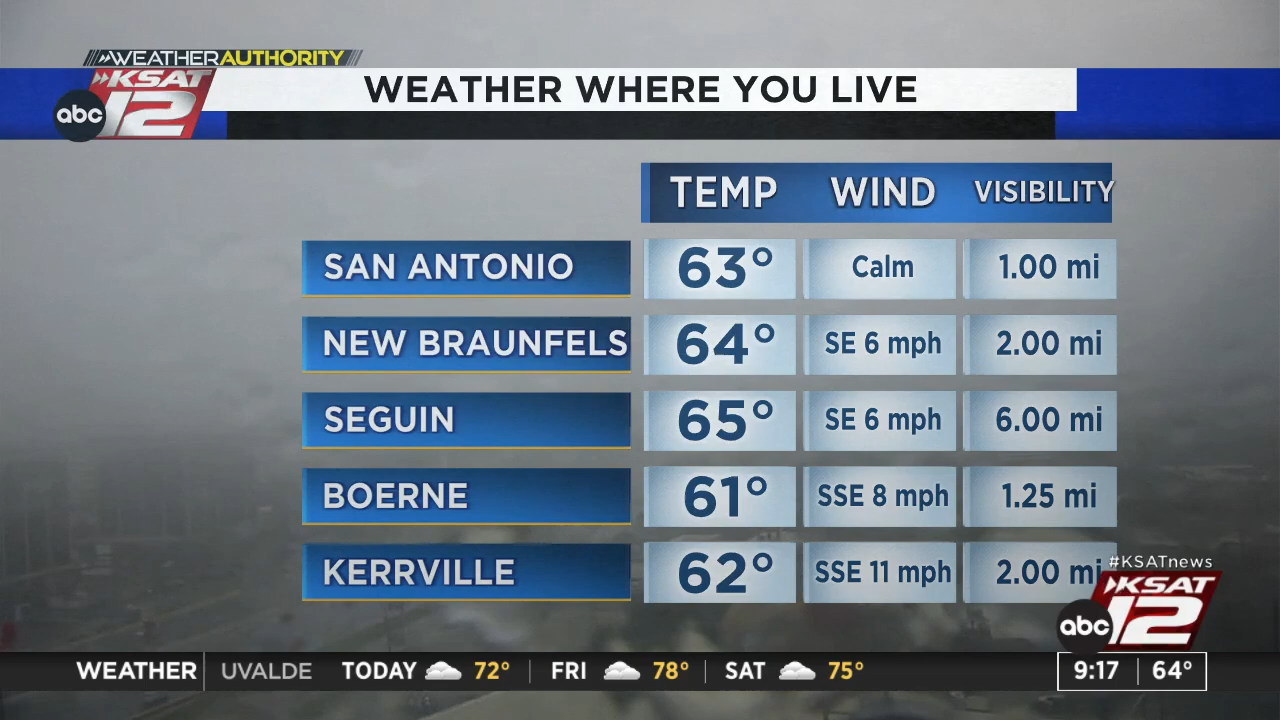 WEATHERAUTHORITY
KSAT
abc 12
WEATHER WHERE YOU LIVE
TEMP WIND VISIBILITY
SAN ANTONIO 63° Calm 1.00 mi
NEW BRAUNFELS 64° SE 6 mph 2.00 mi
SEGUIN 65° SE 6 mph 6.00 mi
BOERNE 61° SSE 8 mph 1.25 mi
KERRVILLE 62° SSE 11 mph 2.00 mi
#KSATnews
KSAT
abc 12
WEATHER UVALDE TODAY 72° FRI 78° SAT 75° 9:17 64°